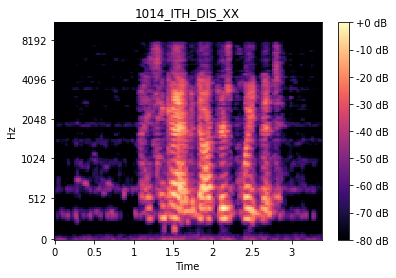 1014_ITH_DIS_XX
8192
4096
2048
1024
512
0
Hz
0
0.5
1
1.5
2
2.5
3
Time
+0 dB
-10 dB
-20 dB
-30 dB
-40 dB
-50 dB
-60 dB
-70 dB
-80 dB